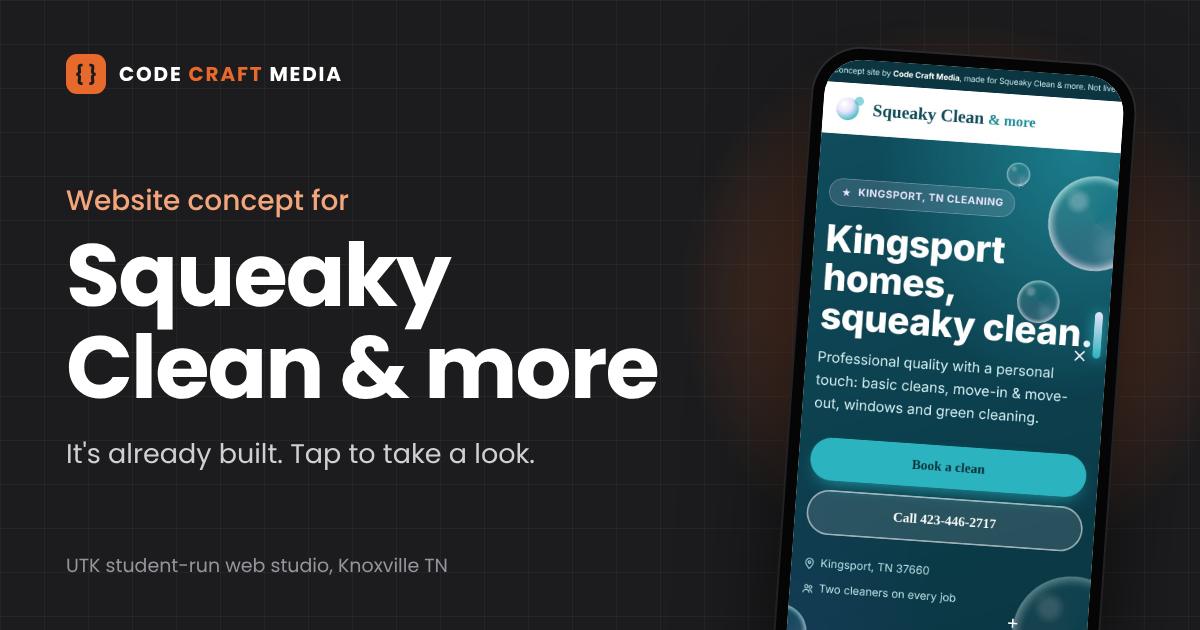 { } CODE CRAFT MEDIA
Website concept for
Squeaky
Clean & more
It's already built. Tap to take a look.
UTK student-run web studio, Knoxville TN
concept site by Code Craft Media, made for Squeaky Clean & more. Not live
Squeaky Clean & more
★ KINGSPORT, TN CLEANING
Kingsport
homes,
squeaky clean.
Professional quality with a personal
touch: basic cleans, move-in & move-
out, windows and green cleaning.
Book a clean
Call 423-446-2717
Kingsport, TN 37660
Two cleaners on every job